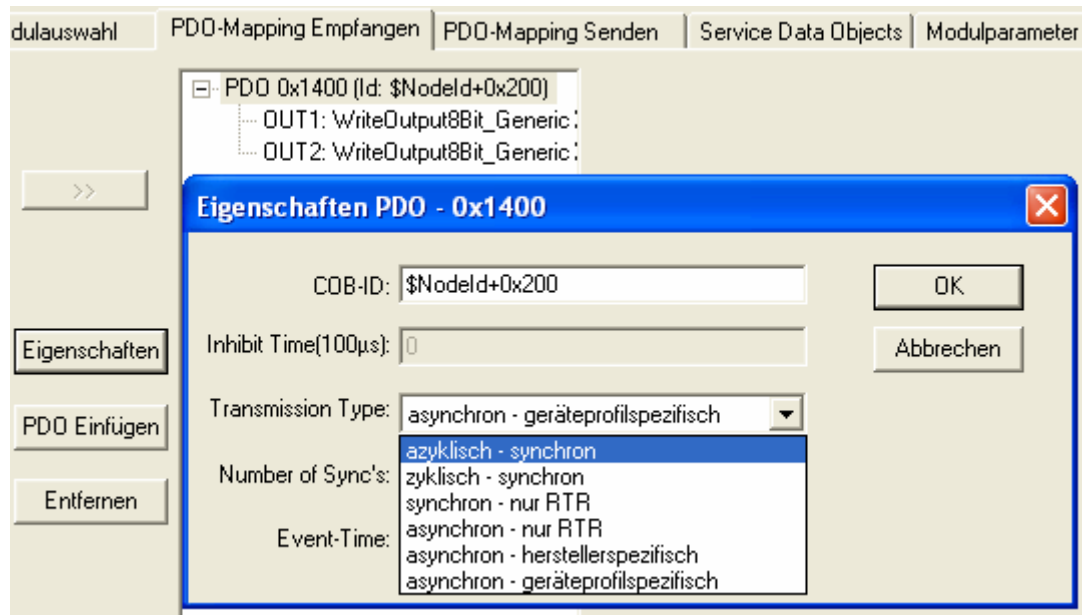 dulauswahl PDO-Mapping Empfangen PDO-Mapping Senden Service Data Objects Modulparameter
PDO 0x1400 (Id: $NodeId+0x200)
OUT1: WriteOutput8Bit_Generic
OUT2: WriteOutput8Bit_Generic
>>
Eigenschaften PDO - 0x1400
COB-ID: $NodeId+0x200
OK
Inhibit Time(100µs): 0
Abbrechen
Eigenschaften
Transmission Type: asynchron - geräteprofilspezifisch
PDO Einfügen
azyklisch - synchron
Number of Sync's: zyklisch - synchron
synchron - nur RTR
Entfernen
Event-Time: asynchron - nur RTR
asynchron - herstellerspezifisch
asynchron - geräteprofilspezifisch